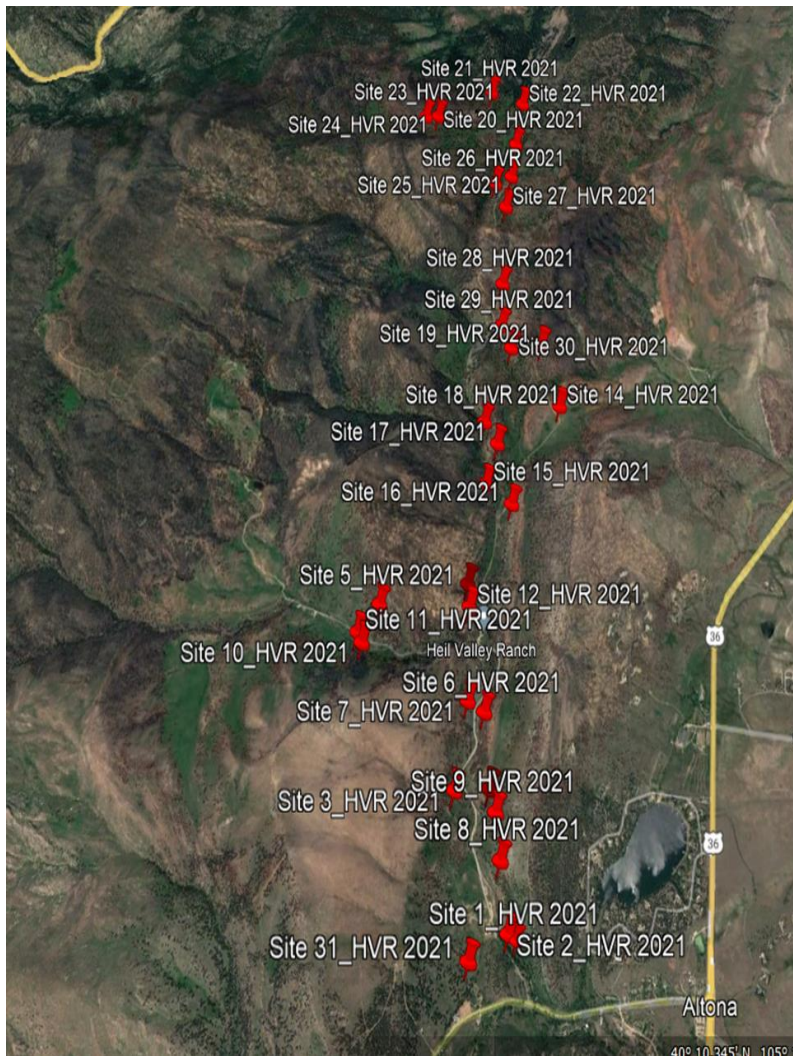 Site 21_HVR 2021
Site 23_HVR 2021
Site 22_HVR 2021
Site 24_HVR 2021
Site 20_HVR 2021
Site 26_HVR 2021
Site 25_HVR 2021
Site 27_HVR 2021
Site 28_HVR 2021
Site 29_HVR 2021
Site 19_HVR 2021
Site 30_HVR 2021
Site 18_HVR 2021
Site 14_HVR 2021
Site 17_HVR 2021
Site 15_HVR 2021
Site 16_HVR 2021
Site 5_HVR 2021
Site 12_HVR 2021
Site 11_HVR 2021
36
Site 10_HVR 2021
Heil Valley Ranch
Site 6_HVR 2021
Site 7_HVR 2021
Site 9_HVR 2021
Site 3_HVR 2021
Site 8_HVR 2021
36
Site 1_HVR 2021
Site 31_HVR 2021
Site 2_HVR 2021
Altona
40° 10.345' N 105°